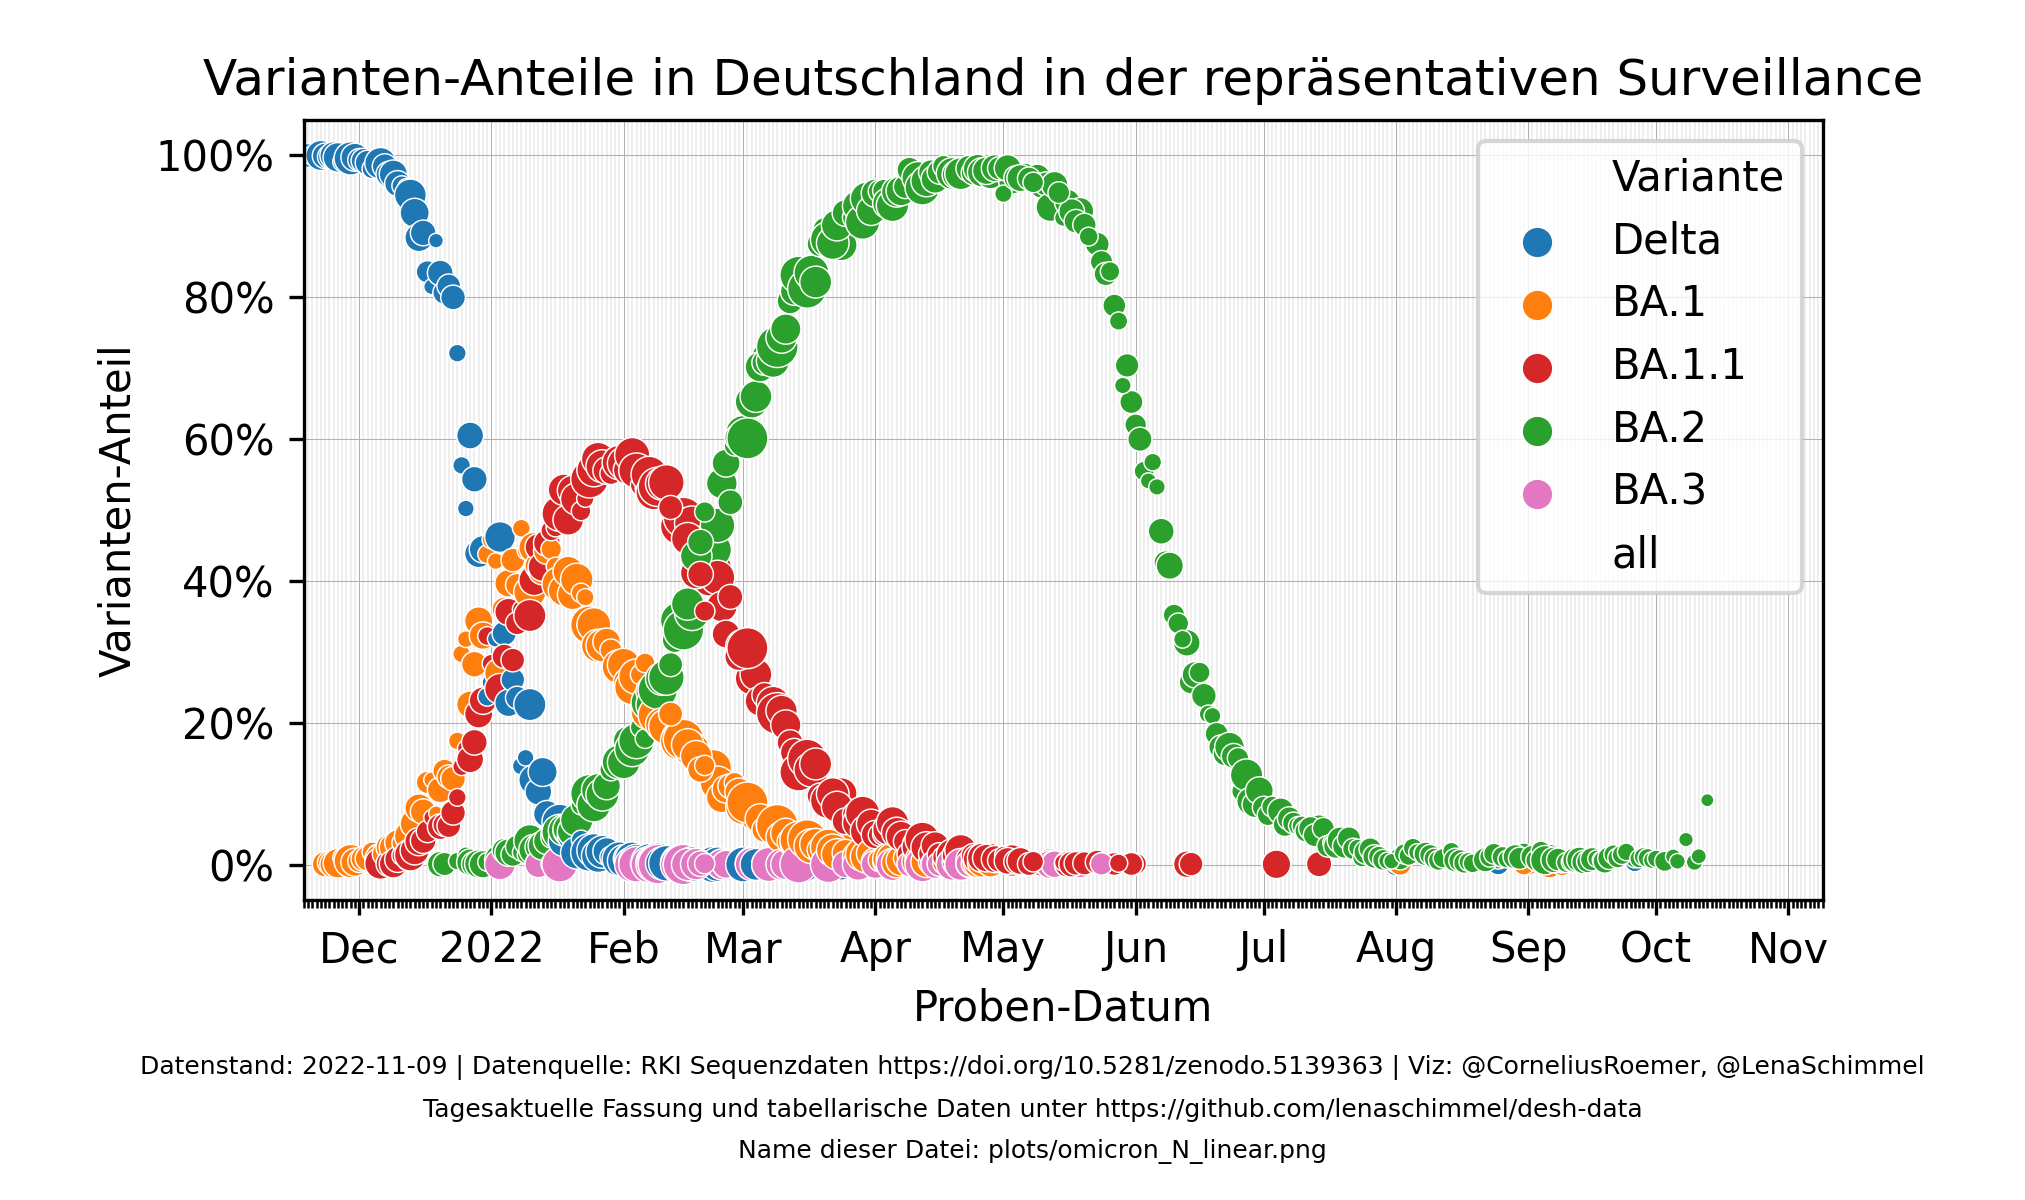 Varianten-Anteile in Deutschland in der repräsentativen Surveillance
Varianten-Anteil
100%
80%
60%
40%
20%
0%
Variante
Delta
BA.1
BA.1.1
BA.2
BA.3
all
Dec 2022 Feb Mar Apr May Jun Jul Aug Sep Oct Nov
Proben-Datum
Datenstand: 2022-11-09 | Datenquelle: RKI Sequenzdaten https://doi.org/10.5281/zenodo.5139363 | Viz: @CorneliusRoemer, @LenaSchimmel
Tagesaktuelle Fassung und tabellarische Daten unter https://github.com/lenaschimmel/desh-data
Name dieser Datei: plots/omicron_N_linear.png